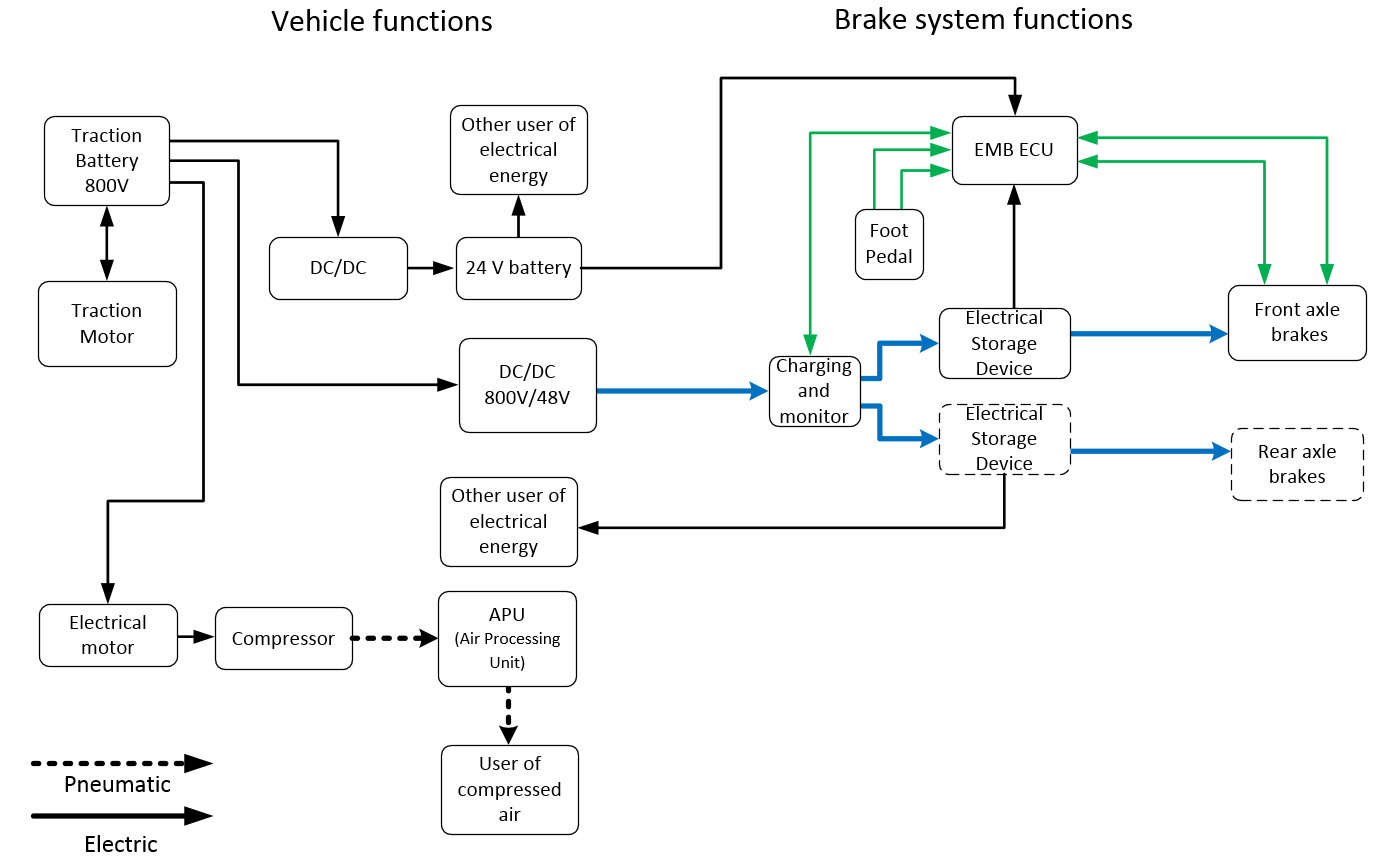 Vehicle functions
Brake system functions
Traction
Battery
800V
Other user of
electrical
energy
EMB ECU
Foot
Pedal
DC/DC
24 V battery
Traction
Motor
Electrical
Storage
Device
Front axle
brakes
DC/DC
800V/48V
Charging
and
monitor
Electrical
Storage
Device
Rear axle
brakes
Other user of
electrical
energy
Electrical
motor
Compressor
APU
(Air Processing
Unit)
User of
compressed
air
Pneumatic
Electric